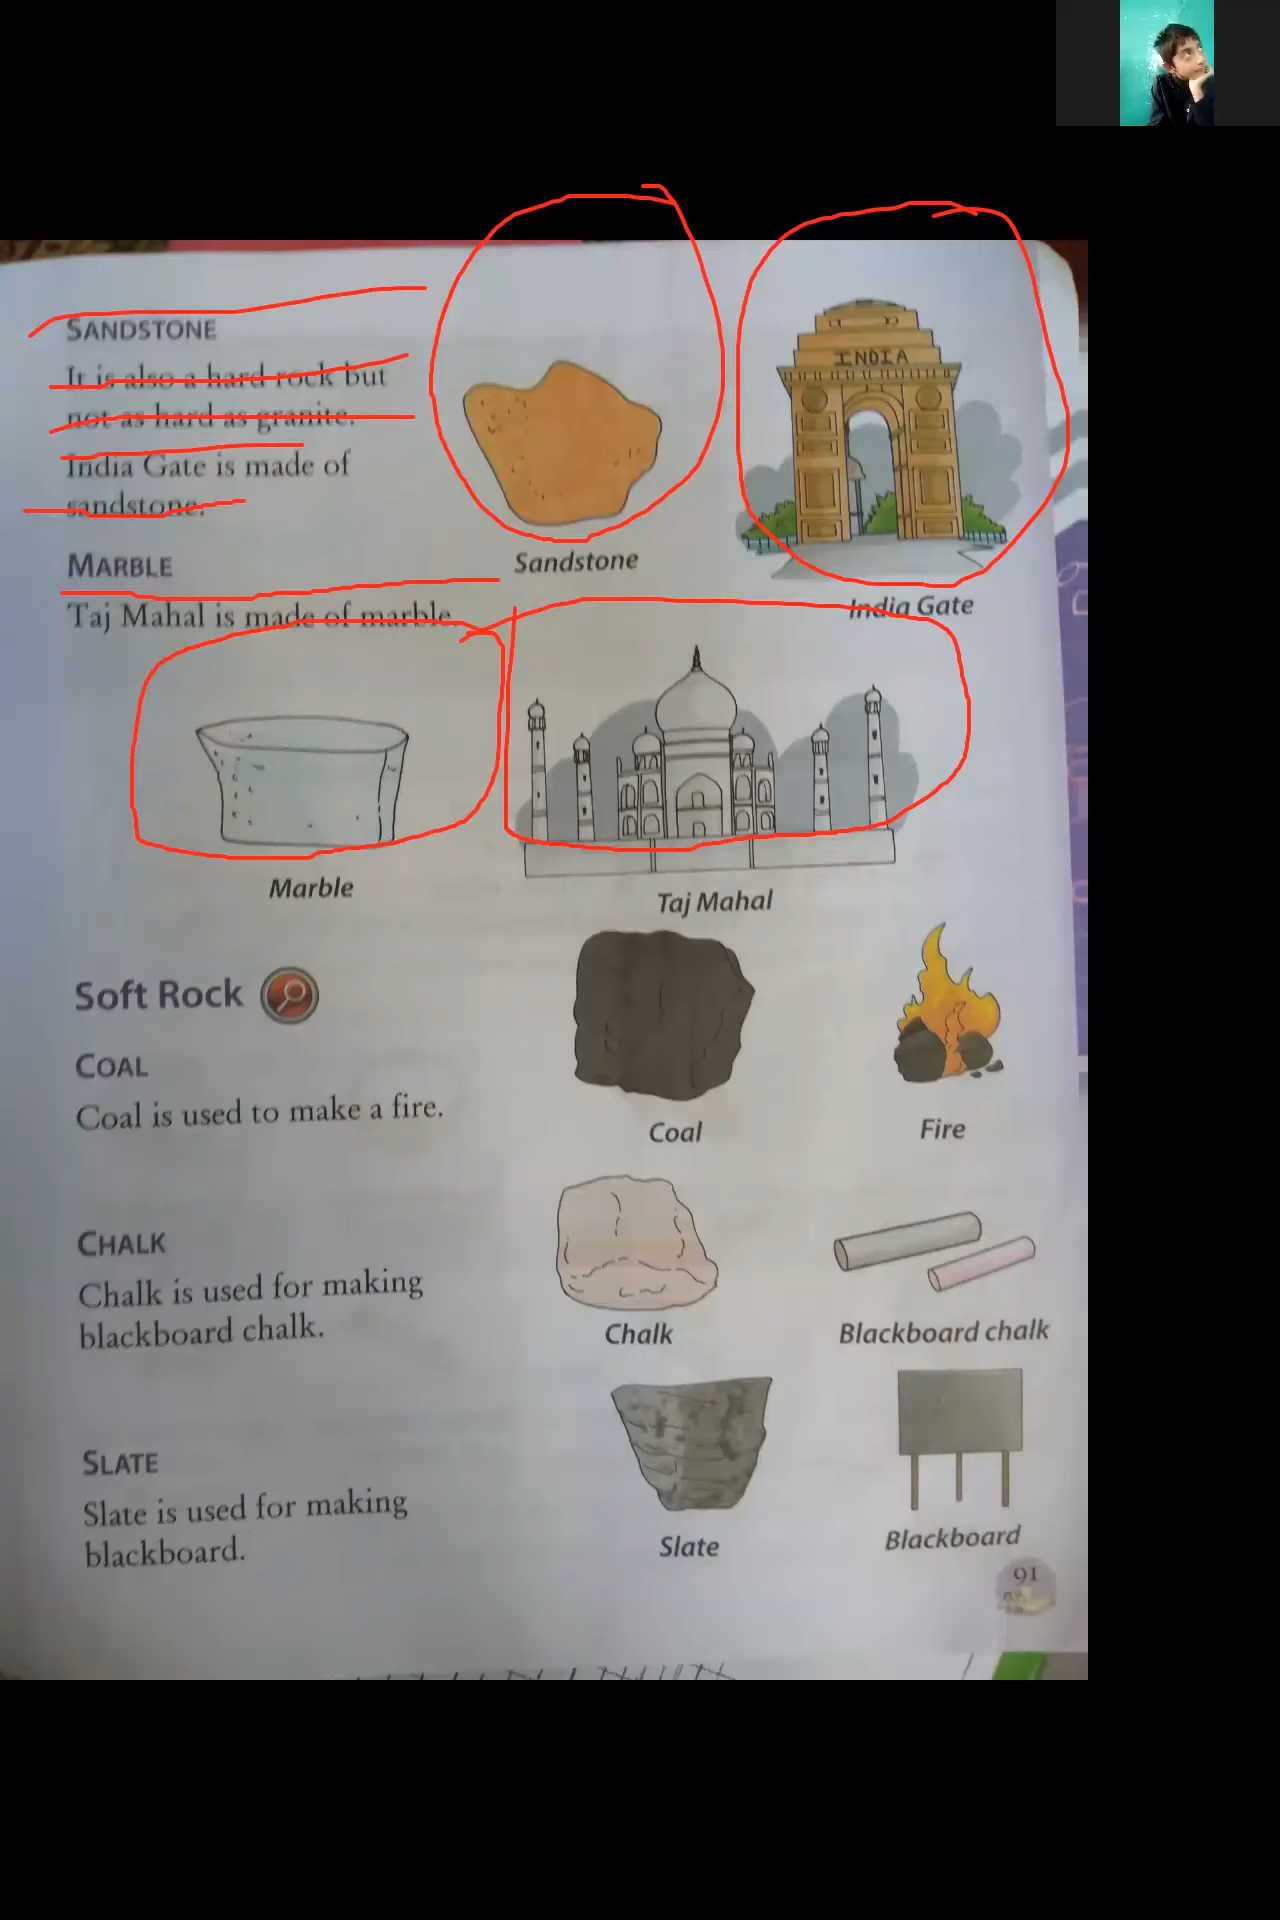 SANDSTONE
It is also a hard rock but
not as hard as granite.
India Gate is made of
sandstone.
INDIA
Sandstone
India Gate
MARBLE
Taj Mahal is made of marble.
Marble
Taj Mahal
Soft Rock
COAL
Coal is used to make a fire.
Coal
Fire
CHALK
Chalk is used for making
blackboard chalk.
Chalk
Blackboard chalk
SLATE
Slate is used for making
blackboard.
Slate
Blackboard
91